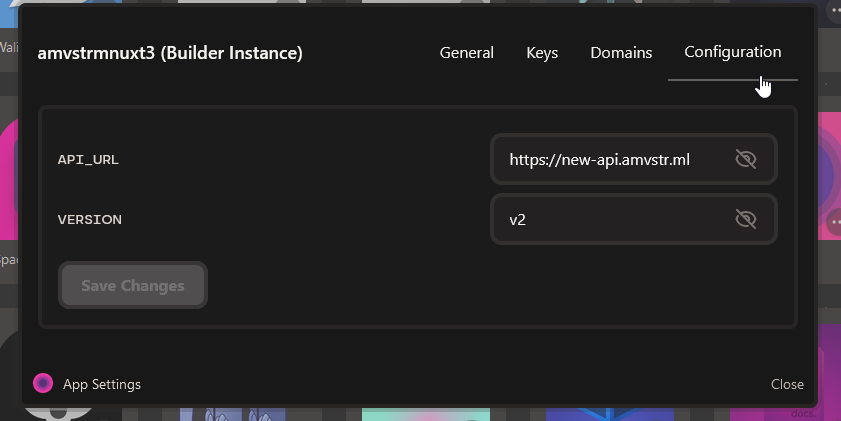 amvstrmnuxt3 (Builder Instance)
General
Keys
Domains
Configuration
API_URL
https://new-api.amvstr.ml
VERSION
v2
Save Changes
App Settings
Close
docs.